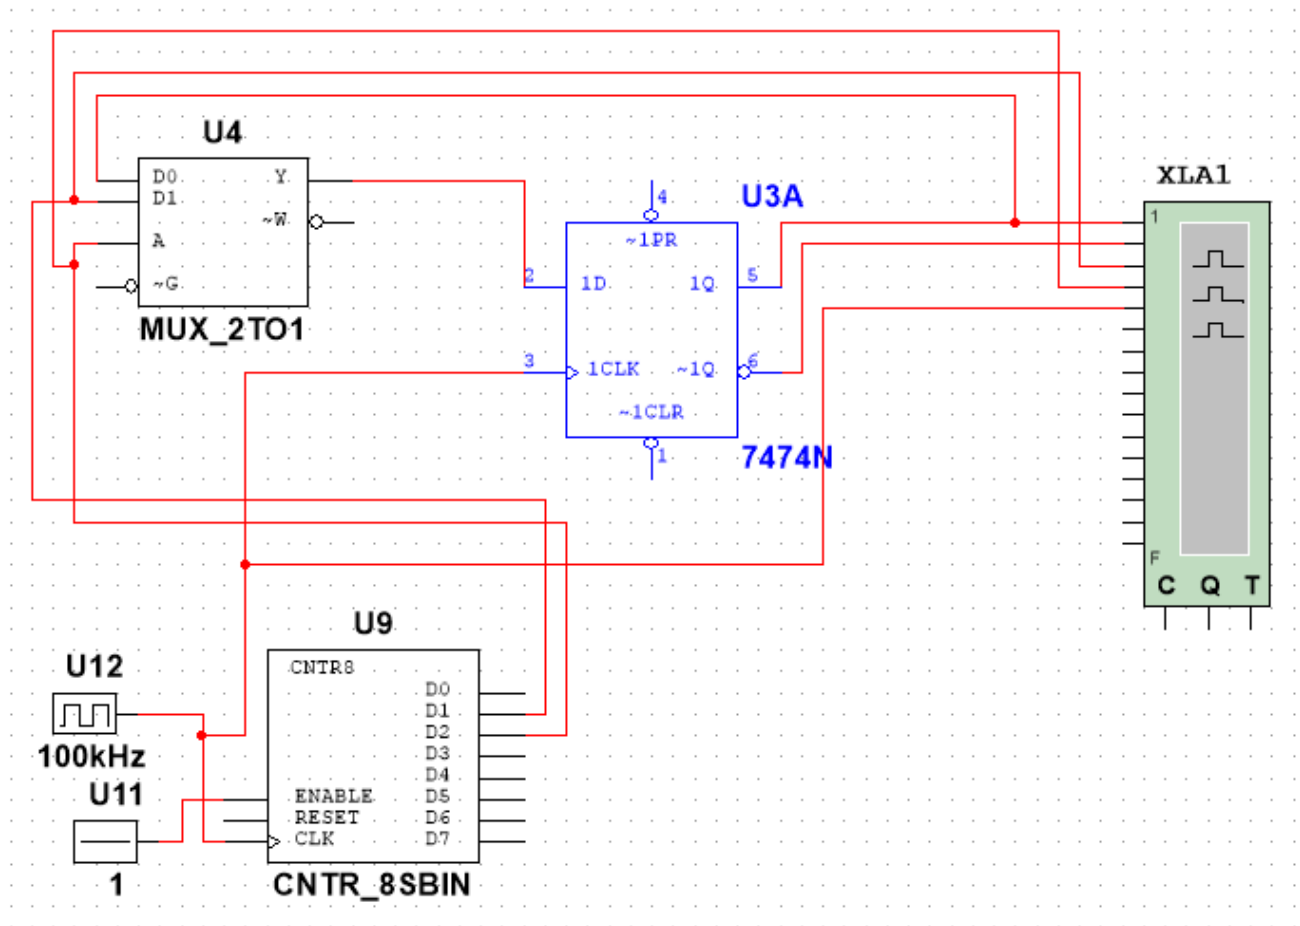 U4
D0 Y
D1
~W
A
~G
MUX_2TO1
U3A
4
~1PR
2 1D 1Q 5
3 1CLK ~1Q 6
~1CLR
1
7474N
XLA1
1
F
C Q T
U9
CNTR8
D0
D1
D2
D3
D4
ENABLE D5
RESET D6
CLK D7
CNTR_8SBIN
U12
100kHz
U11
1